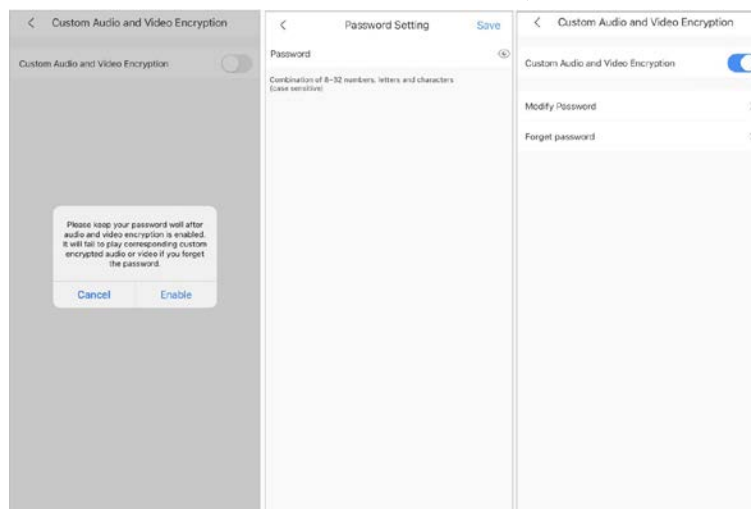 Custom Audio and Video Encryption
Custom Audio and Video Encryption
Please keep your password well after
audio and video encryption is enabled.
It will fail to play corresponding custom
encrypted audio or video if you forget
the password.
Cancel
Enable
Password Setting
Save
Password
Combination of 8-32 numbers, letters and characters
(case sensitive)
Custom Audio and Video Encryption
Custom Audio and Video Encryption
Modify Password
Forget password